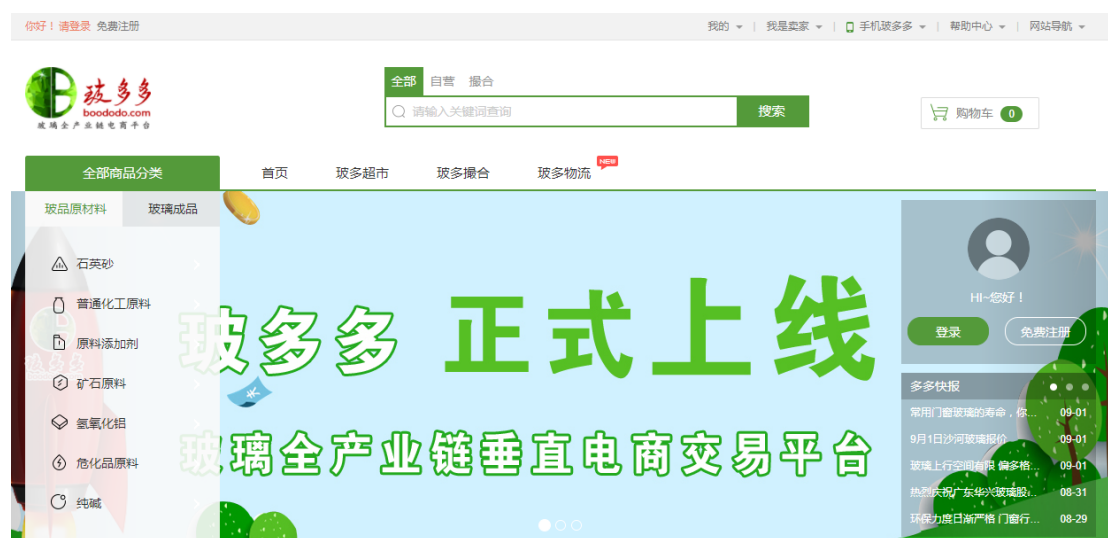 你好！请登录 免费注册
我的 我是卖家 手机玻多多 帮助中心 网站导航
全部 自营 撮合
玻多多
boododo.com
玻璃全产业链电商平台
请输入关键词查询 搜索
购物车 0
全部商品分类 首页 玻多超市 玻多撮合 玻多物流 NEW
玻品原材料 玻璃成品
石英砂
普通化工原料
原料添加剂
矿石原料
氢氧化铝
危化品原料
纯碱
玻多多 正式上线
玻璃全产业链垂直电商交易平台
HI~您好！
登录 免费注册
多多快报
常用门窗玻璃的寿命，你... 09-01
9月1日沙河玻璃报价 09-01
玻璃上行空间有限 偏多格... 09-01
热烈庆祝广东华兴玻璃股... 08-31
环保力度日渐严格 门窗行... 08-29